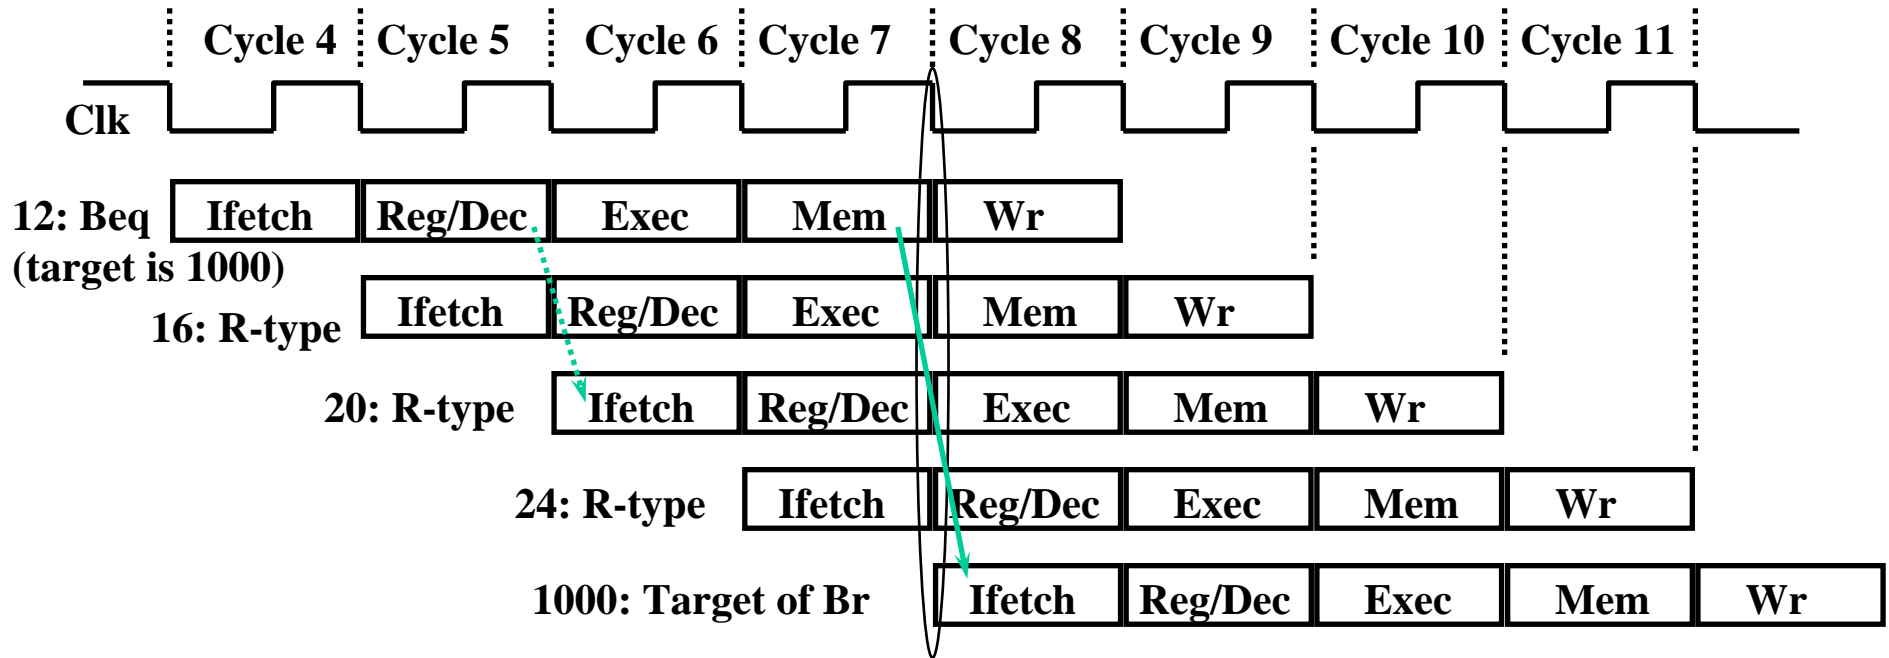 Cycle 4 Cycle 5 Cycle 6 Cycle 7 Cycle 8 Cycle 9 Cycle 10 Cycle 11
Clk
12: Beq Ifetch Reg/Dec Exec Mem Wr
(target is 1000)
16: R-type Ifetch Reg/Dec Exec Mem Wr
20: R-type Ifetch Reg/Dec Exec Mem Wr
24: R-type Ifetch Reg/Dec Exec Mem Wr
1000: Target of Br Ifetch Reg/Dec Exec Mem Wr